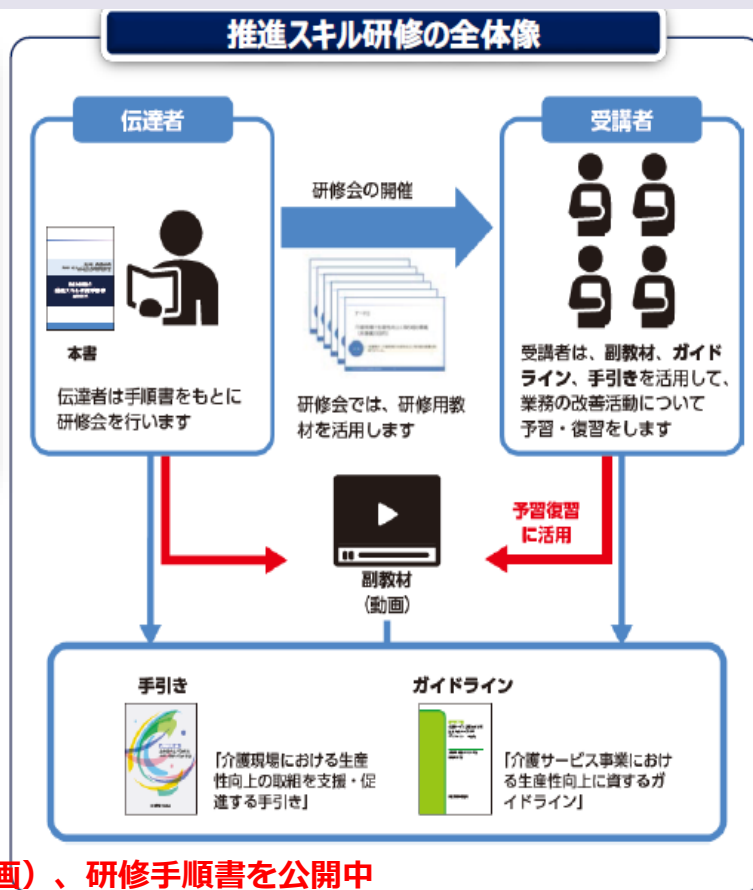 推進スキル研修の全体像
伝達者
本書
伝達者は手順書をもとに
研修会を行います
研修会の開催
研修会では、研修用教
材を活用します
受講者
受講者は、副教材、ガイド
ライン、手引きを活用して、
業務の改善活動について
予習・復習をします
予習復習
に活用
副教材
（動画）
手引き
「介護現場における生産
性向上の取組を支援・促
進する手引き」
ガイドライン
「介護サービス事業におけ
る生産性向上に資するガ
イドライン」
画）、研修手順書を公開中